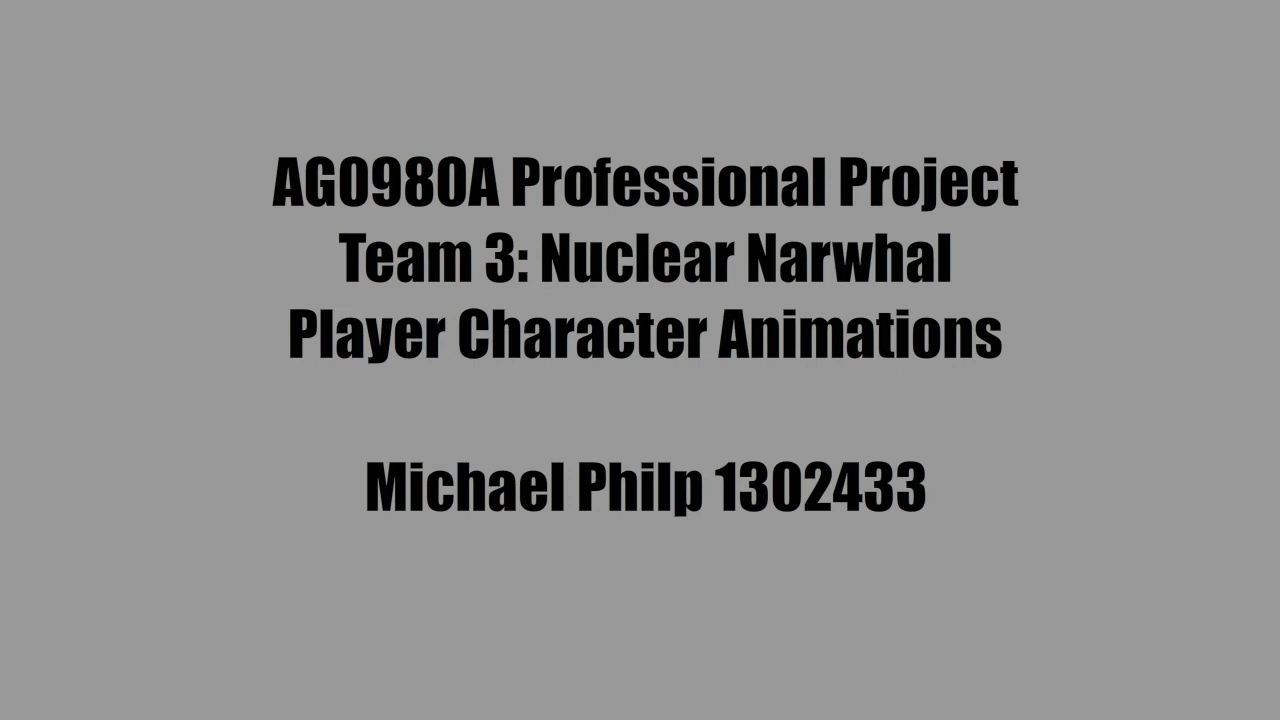 AG0980A Professional Project
Team 3: Nuclear Narwhal
Player Character Animations
Michael Philp 1302433